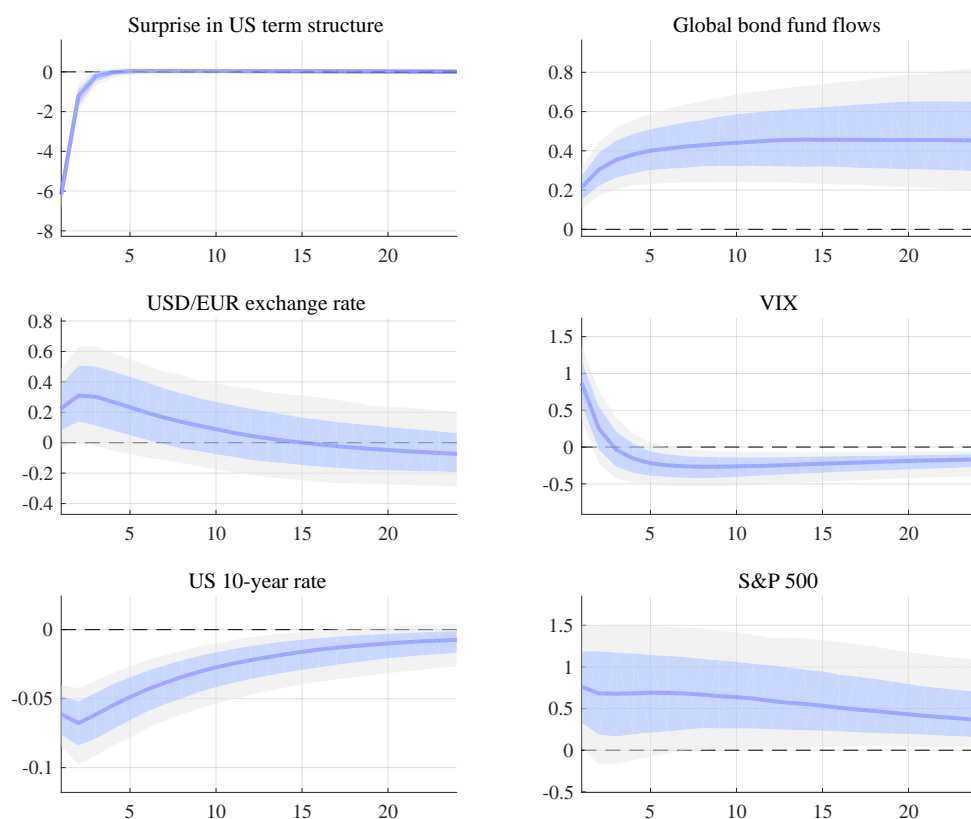 Surprise in US term structure
0
-2
-4
-6
-8
5 10 15 20
Global bond fund flows
0.8
0.6
0.4
0.2
0
5 10 15 20
USD/EUR exchange rate
0.8
0.6
0.4
0.2
0
-0.2
-0.4
5 10 15 20
VIX
1.5
1
0.5
0
-0.5
5 10 15 20
US 10-year rate
0
-0.05
-0.1
5 10 15 20
S&P 500
1.5
1
0.5
0
-0.5
5 10 15 20